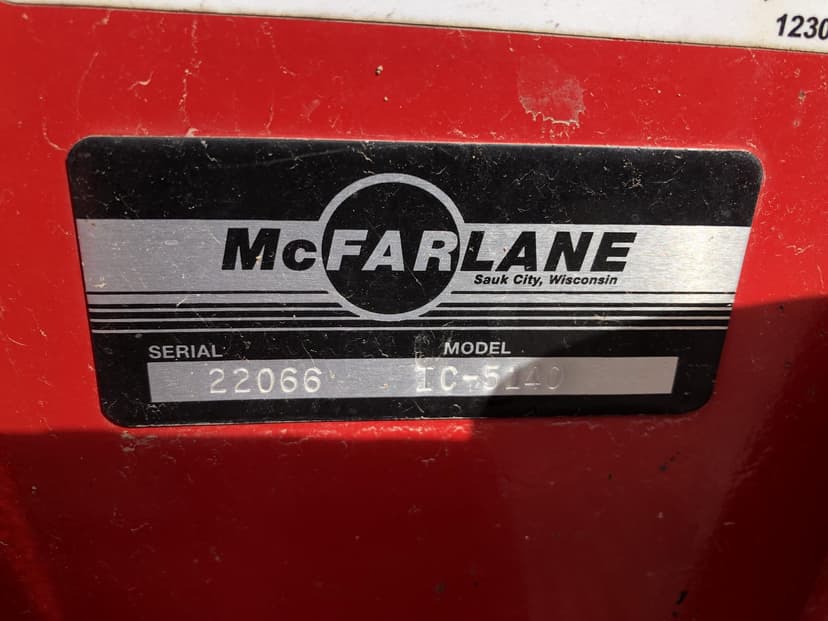 1230
McFARLANE
Sauk City, Wisconsin
SERIAL MODEL
22066 IC-5140